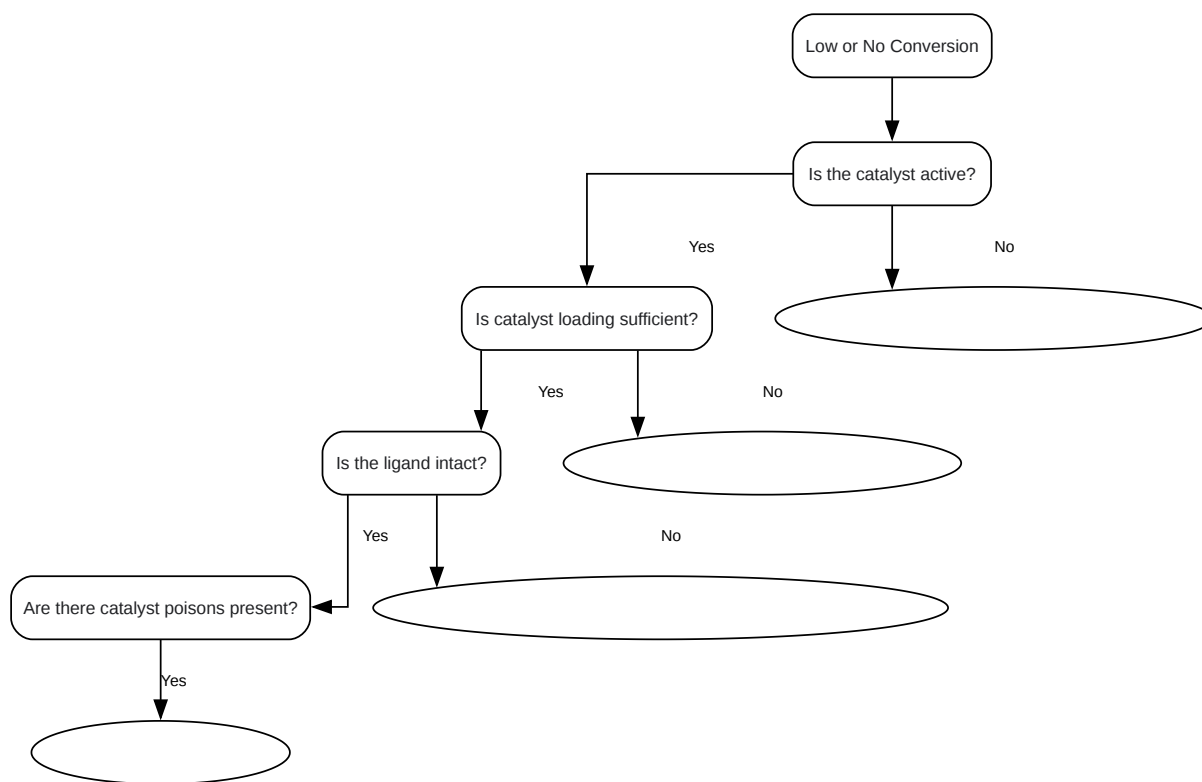 Low or No Conversion
Is the catalyst active?
Yes
No
Is catalyst loading sufficient?
Yes
No
Is the ligand intact?
Yes
No
Are there catalyst poisons present?
Yes